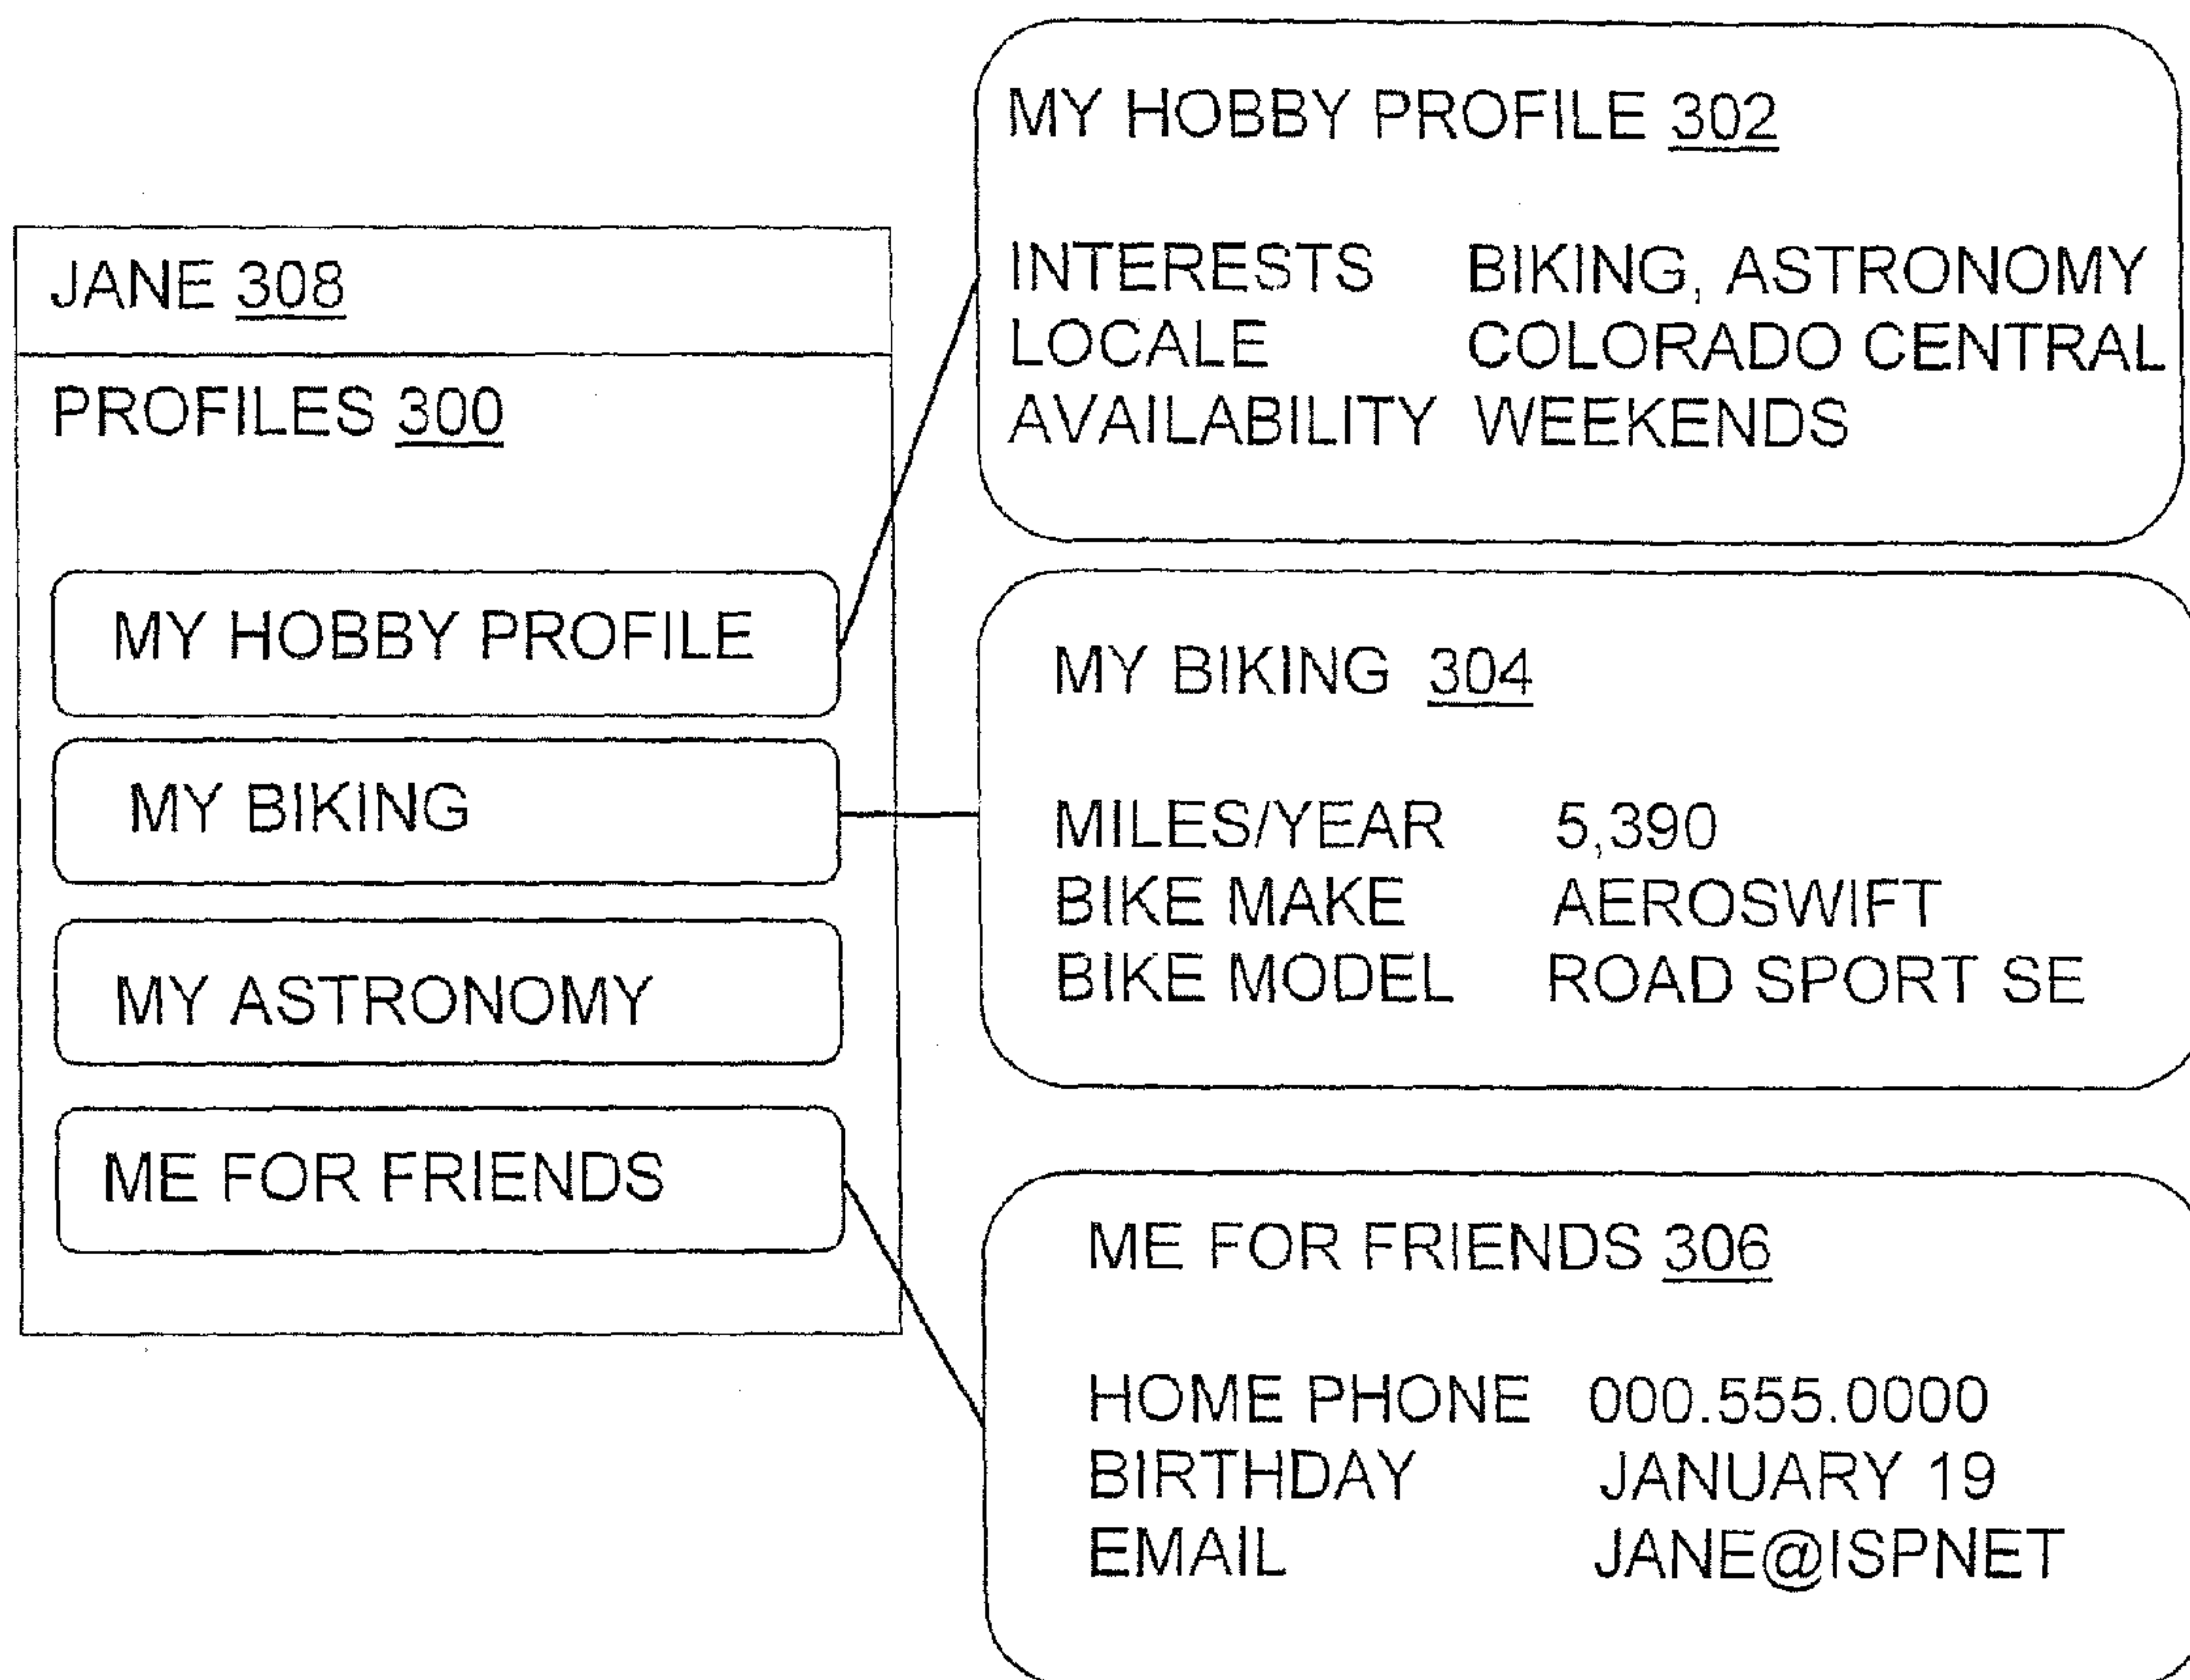 JANE 308
PROFILES 300
MY HOBBY PROFILE
MY BIKING
MY ASTRONOMY
ME FOR FRIENDS
MY HOBBY PROFILE 302
INTERESTS BIKING, ASTRONOMY
LOCALE COLORADO CENTRAL
AVAILABILITY WEEKENDS
MY BIKING 304
MILES/YEAR 5,390
BIKE MAKE AEROSWIFT
BIKE MODEL ROAD SPORT SE
ME FOR FRIENDS 306
HOME PHONE 000.555.0000
BIRTHDAY JANUARY 19
EMAIL JANE@ISPNET